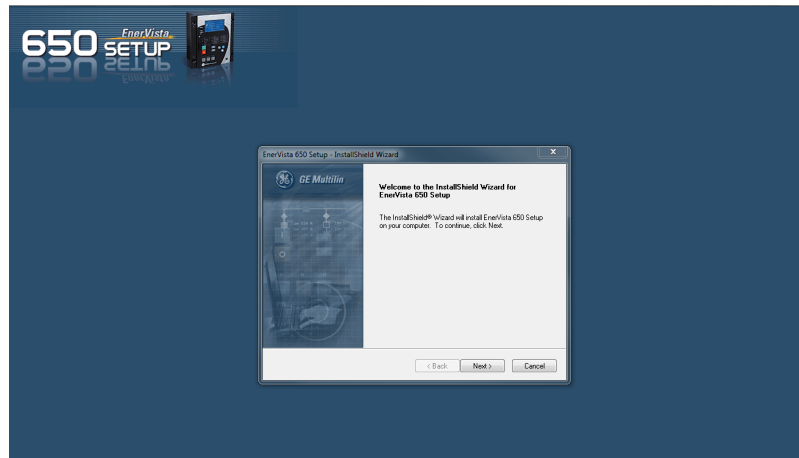 650 EnerVista
SETUP
EnerVista 650 Setup - InstallShield Wizard
GE Multilin
Welcome to the InstallShield Wizard for
EnerVista 650 Setup
The InstallShield® Wizard will install EnerVista 650 Setup
on your computer. To continue, click Next.
< Back Next > Cancel